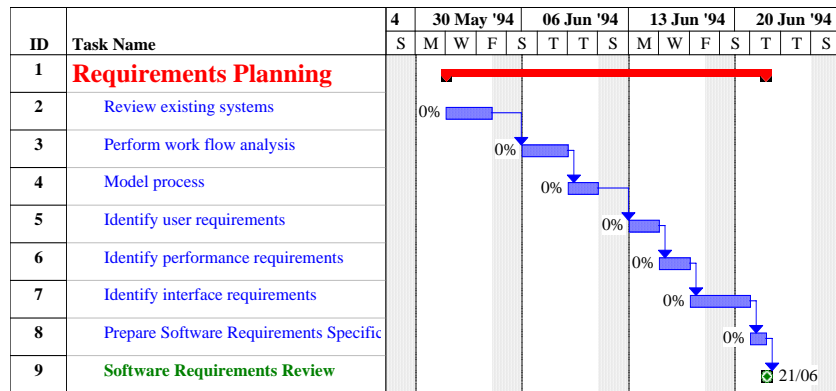 4 30 May '94 06 Jun '94 13 Jun '94 20 Jun '94
ID Task Name S M W F S T T S M W F S T T S
1 Requirements Planning
2 Review existing systems 0%
3 Perform work flow analysis 0%
4 Model process 0%
5 Identify user requirements 0%
6 Identify performance requirements 0%
7 Identify interface requirements 0%
8 Prepare Software Requirements Specific 0%
9 Software Requirements Review 21/06